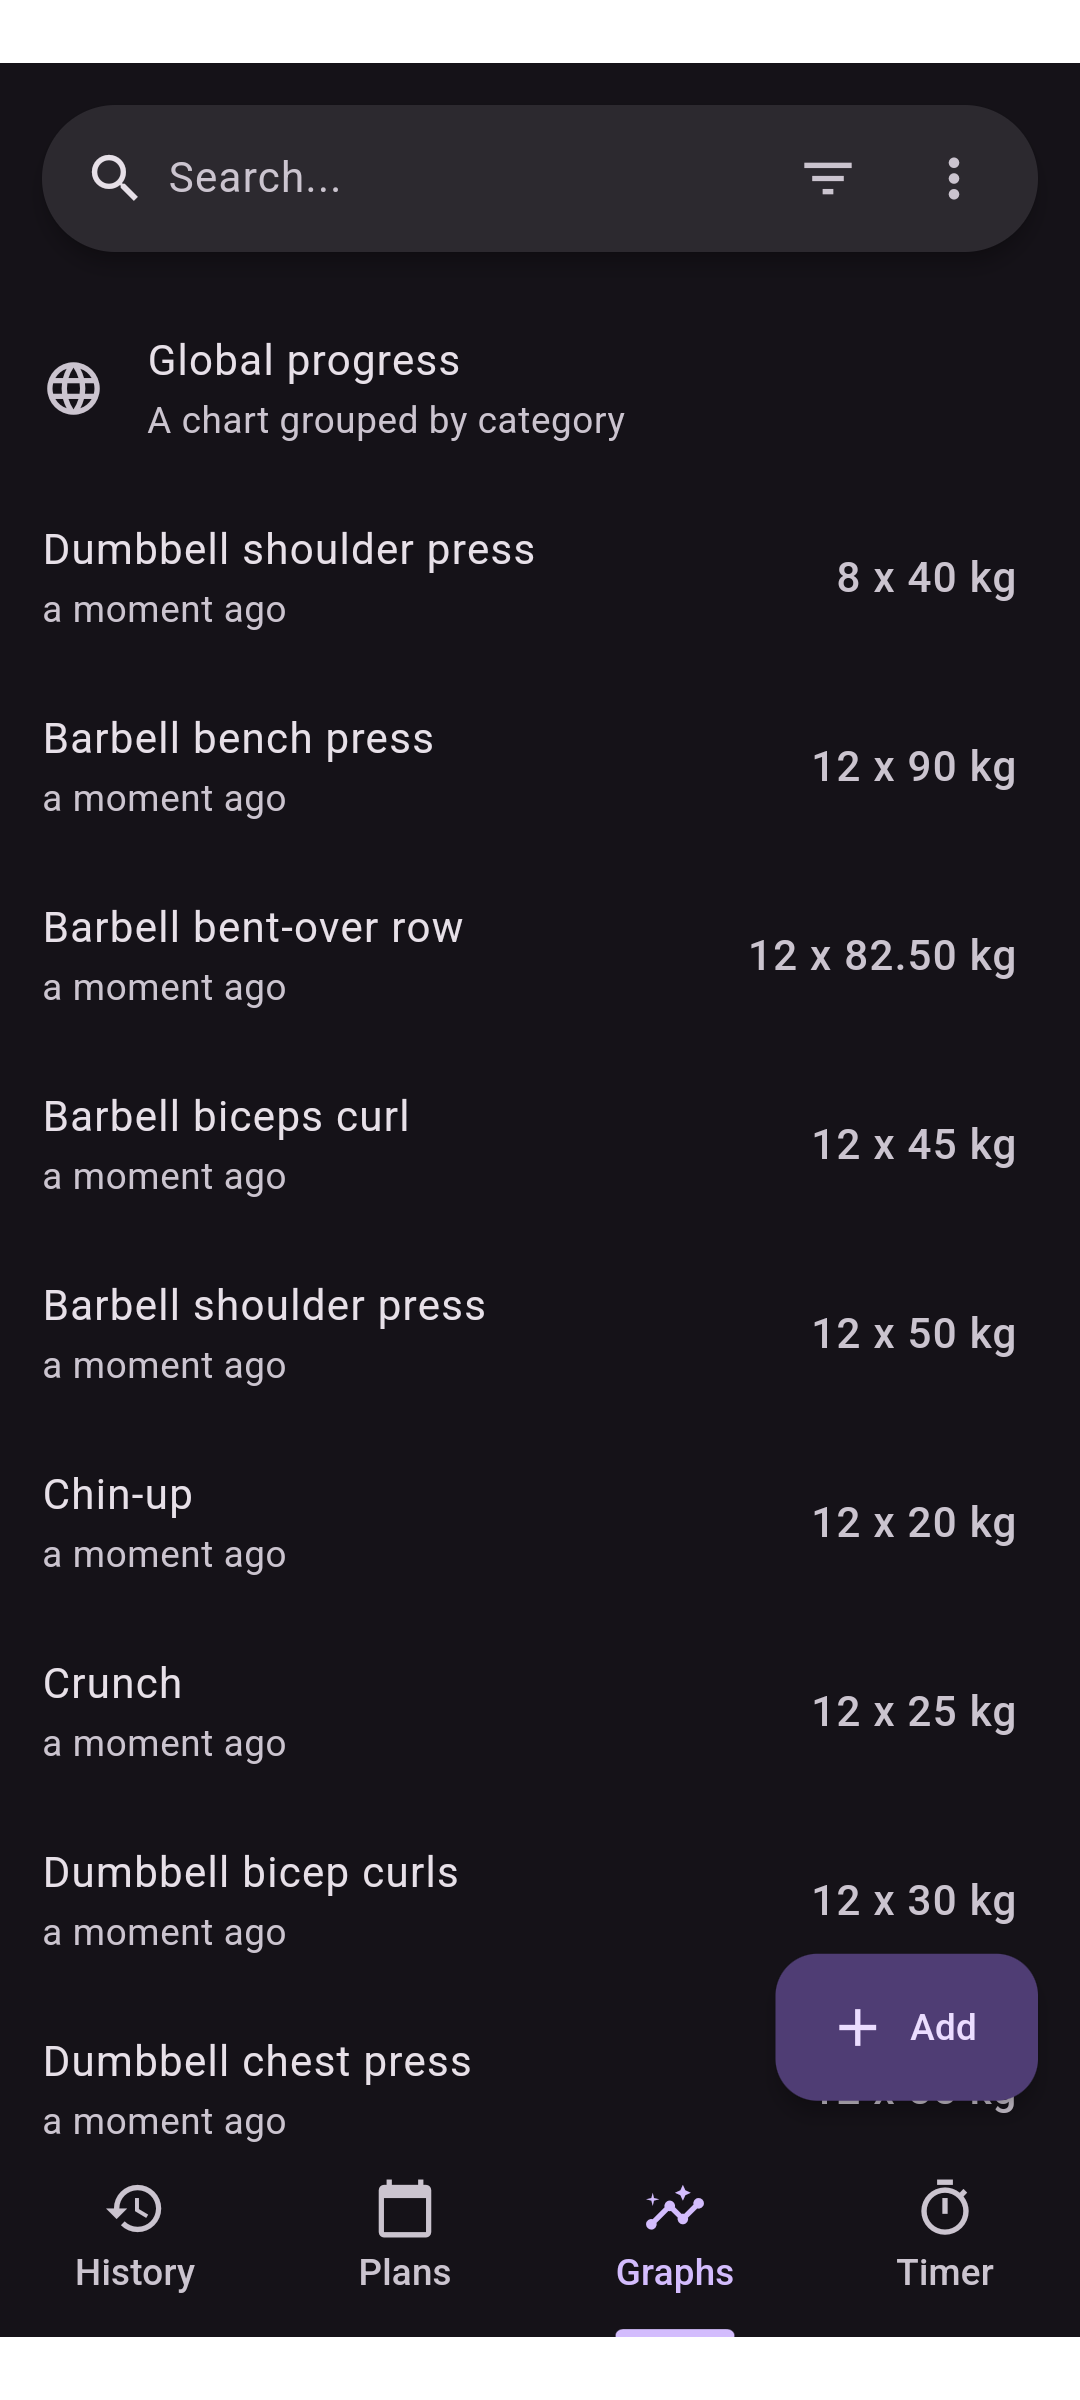 Search...
Global progress
A chart grouped by category
Dumbbell shoulder press
a moment ago
8 x 40 kg
Barbell bench press
a moment ago
12 x 90 kg
Barbell bent-over row
a moment ago
12 x 82.50 kg
Barbell biceps curl
a moment ago
12 x 45 kg
Barbell shoulder press
a moment ago
12 x 50 kg
Chin-up
a moment ago
12 x 20 kg
Crunch
a moment ago
12 x 25 kg
Dumbbell bicep curls
a moment ago
12 x 30 kg
Dumbbell chest press
a moment ago
Add
History
Plans
Graphs
Timer